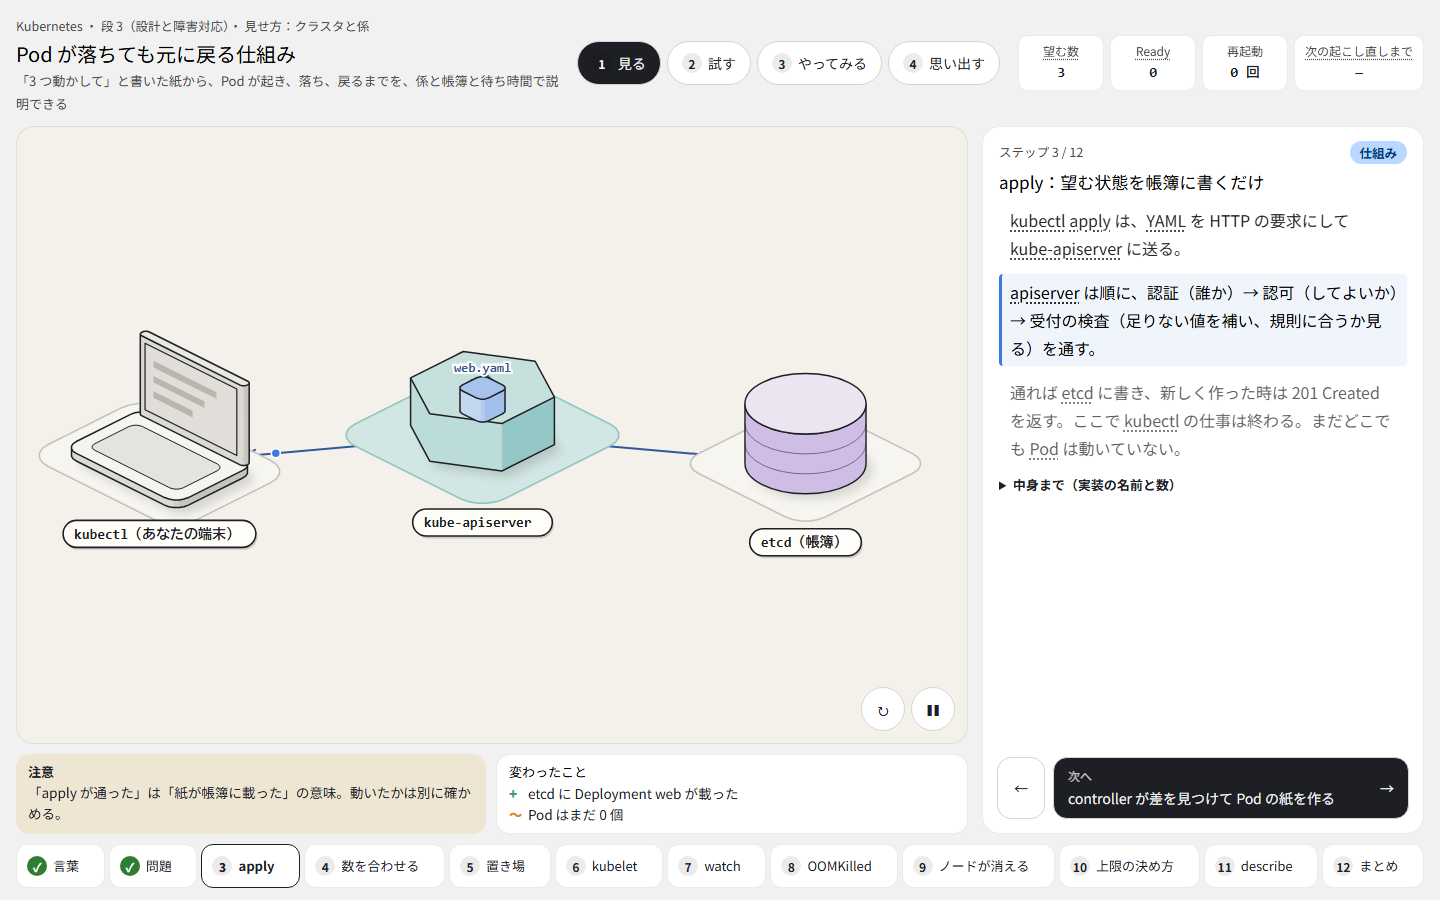 Kubernetes ・ 段 3（設計と障害対応）・ 見せ方：クラスタと係
Pod が落ちても元に戻る仕組み
「3 つ動かして」と書いた紙から、Pod が起き、落ち、戻るまでを、係と帳簿と待ち時間で説
明できる
1 見る
2 試す
3 やってみる
4 思い出す
望む数
3
Ready
0
再起動
0 回
次の起こし直しまで
–
web.yaml
kubectl（あなたの端末）
kube-apiserver
etcd（帳簿）
↻
ステップ 3 / 12
仕組み
apply：望む状態を帳簿に書くだけ
kubectl apply は、YAML を HTTP の要求にして
kube-apiserver に送る。
apiserver は順に、認証（誰か）→ 認可（してよいか）
→ 受付の検査（足りない値を補い、規則に合うか見
る）を通す。
通れば etcd に書き、新しく作った時は 201 Created
を返す。ここで kubectl の仕事は終わる。まだどこで
も Pod は動いていない。
▶ 中身まで（実装の名前と数）
←
次へ
controller が差を見つけて Pod の紙を作る
→
注意
「apply が通った」は「紙が帳簿に載った」の意味。動いたかは別に確か
める。
変わったこと
+ etcd に Deployment web が載った
〜 Pod はまだ 0 個
✓ 言葉
✓ 問題
3 apply
4 数を合わせる
5 置き場
6 kubelet
7 watch
8 OOMKilled
9 ノードが消える
10 上限の決め方
11 describe
12 まとめ